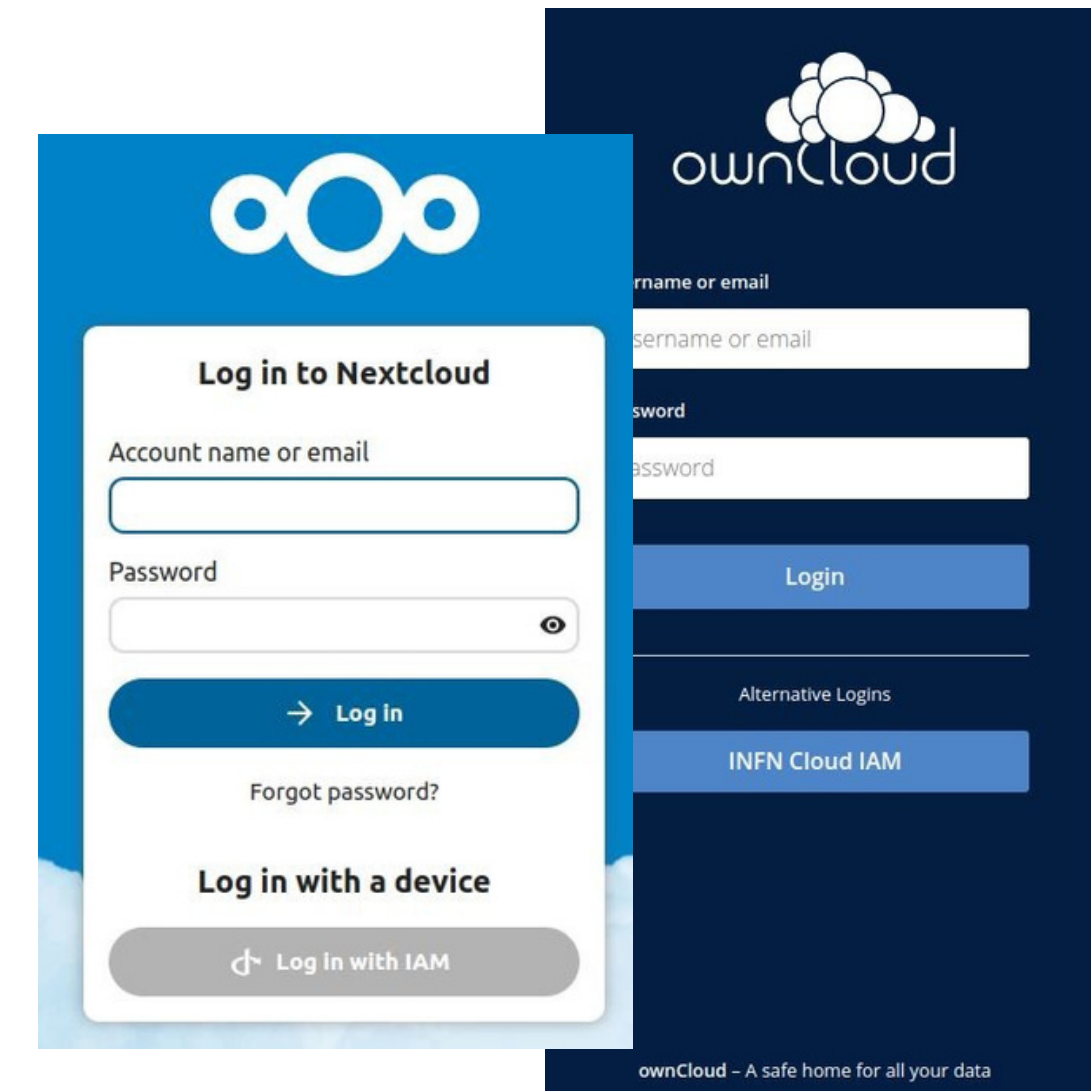 Log in to Nextcloud
Account name or email
Password
Log in
Forgot password?
Log in with a device
Log in with IAM
ownCloud
rname or email
sername or email
sword
assword
Login
Alternative Logins
INFN Cloud IAM
ownCloud – A safe home for all your data